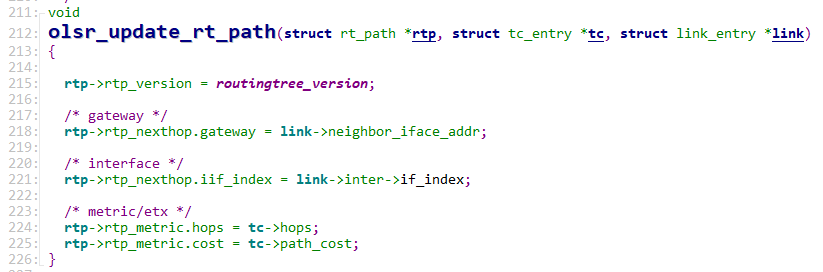 211: void
212: olsr_update_rt_path(struct rt_path *rtp, struct tc_entry *tc, struct link_entry *link)
213: {
214:
215:   rtp->rtp_version = routingtree_version;
216:
217:   /* gateway */
218:   rtp->rtp_nexthop.gateway = link->neighbor_iface_addr;
219:
220:   /* interface */
221:   rtp->rtp_nexthop.iif_index = link->inter->if_index;
222:
223:   /* metric/etx */
224:   rtp->rtp_metric.hops = tc->hops;
225:   rtp->rtp_metric.cost = tc->path_cost;
226: }